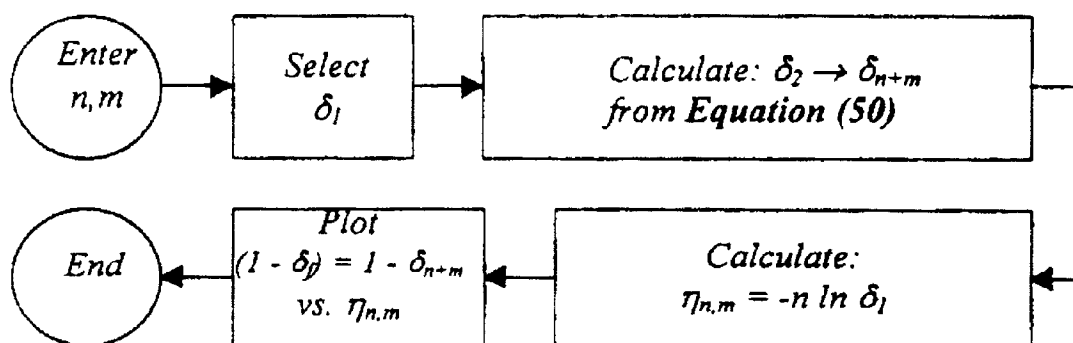 Enter
n,m
Select
δ₁
Calculate: δ₂ → δₙ₊ₘ
from Equation (50)
Plot
(1 - δ_f) = 1 - δₙ₊ₘ
vs. ηₙ,ₘ
Calculate:
ηₙ,ₘ = -n ln δ₁
End